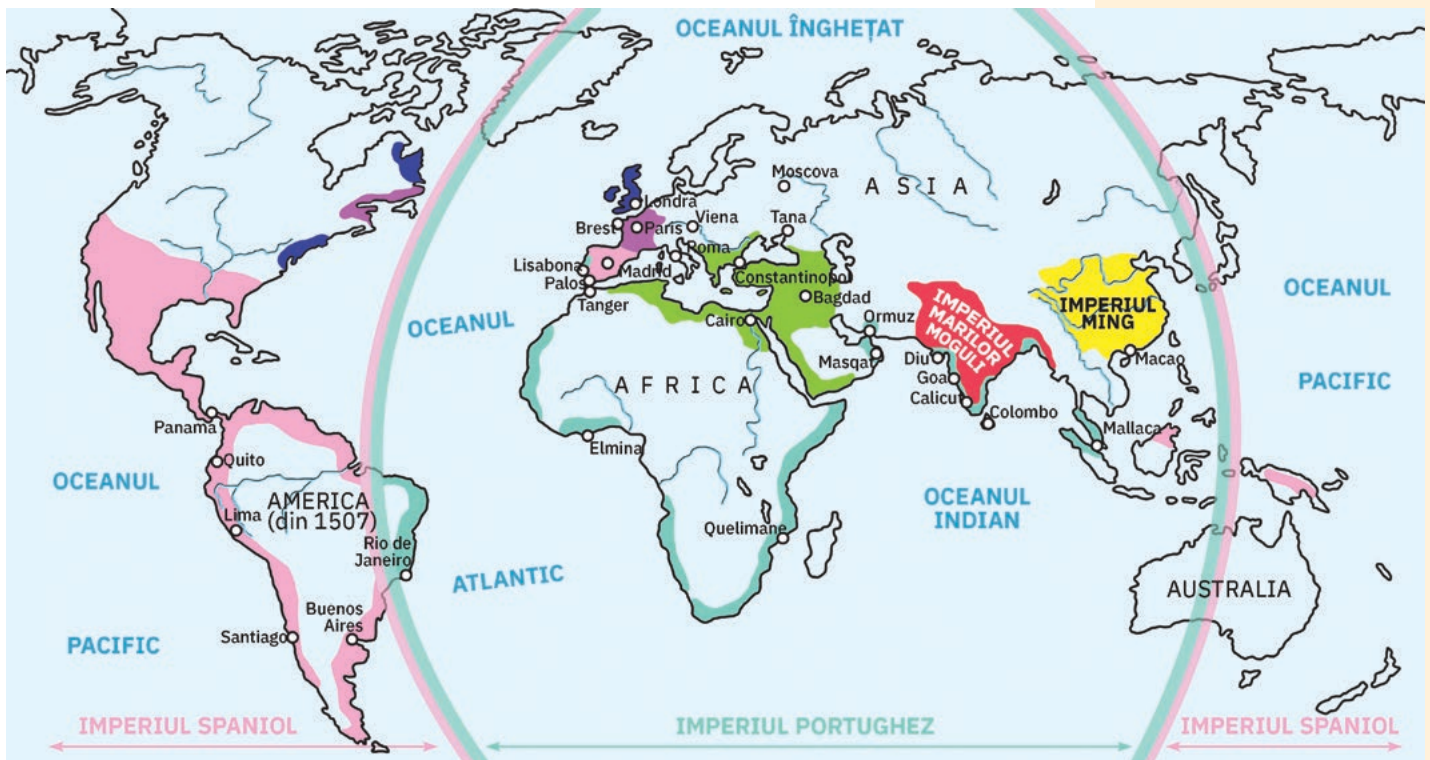 OCEANUL ÎNGHEȚAT
Moscova
ASIA
Londra
Viena
Tana
Brest
Paris
Roma
Lisabona
Madrid
Constantinopol
Palos
Bagdad
OCEANUL
Tanger
IMPERIUL
MARILOR
MOGULI
IMPERIUL
MING
OCEANUL
Cairo
Ormuz
Masqat
Diu
Macao
AFRICA
Goa
PACIFIC
Calicut
Colombo
Panama
Mallaca
Elmina
Quito
OCEANUL
AMERICA
(din 1507)
OCEANUL
INDIAN
Lima
Quelimane
Rio de
Janeiro
ATLANTIC
AUSTRALIA
Buenos
Aires
Santiago
PACIFIC
IMPERIUL SPANIOL
IMPERIUL PORTUGHEZ
IMPERIUL SPANIOL